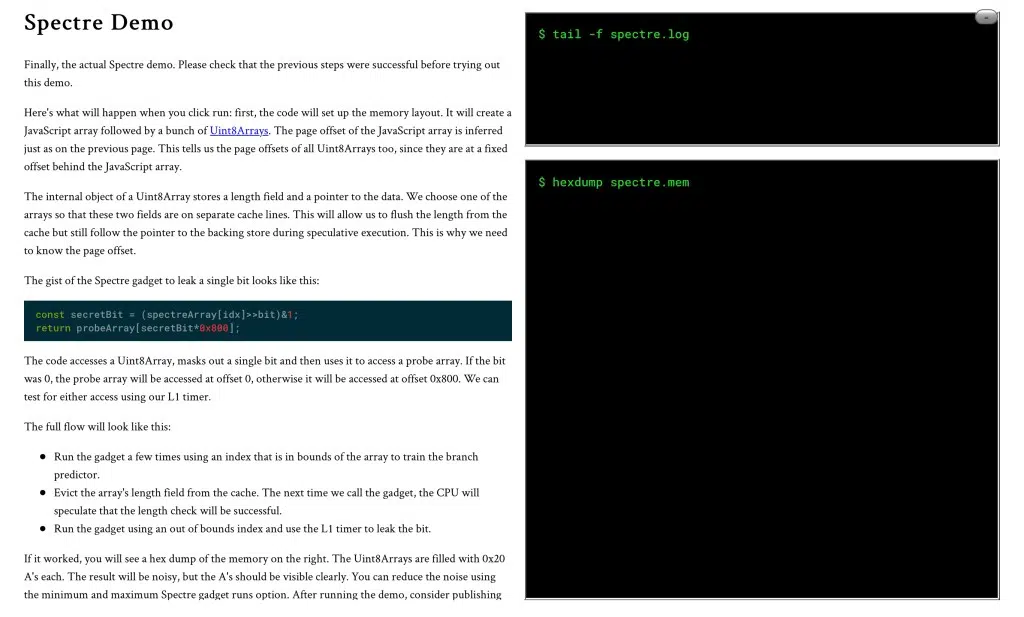 Spectre Demo
Finally, the actual Spectre demo. Please check that the previous steps were successful before trying out
this demo.
Here's what will happen when you click run: first, the code will set up the memory layout. It will create a
JavaScript array followed by a bunch of Uint8Arrays. The page offset of the JavaScript array is inferred
just as on the previous page. This tells us the page offsets of all Uint8Arrays too, since they are at a fixed
offset behind the JavaScript array.
The internal object of a Uint8Array stores a length field and a pointer to the data. We choose one of the
arrays so that these two fields are on separate cache lines. This will allow us to flush the length from the
cache but still follow the pointer to the backing store during speculative execution. This is why we need
to know the page offset.
The gist of the Spectre gadget to leak a single bit looks like this:
const secretBit = (spectreArray[idx]>>bit)&1;
return probeArray[secretBit*0x800];
The code accesses a Uint8Array, masks out a single bit and then uses it to access a probe array. If the bit
was 0, the probe array will be accessed at offset 0, otherwise it will be accessed at offset 0x800. We can
test for either access using our L1 timer.
The full flow will look like this:
● Run the gadget a few times using an index that is in bounds of the array to train the branch
predictor.
● Evict the array's length field from the cache. The next time we call the gadget, the CPU will
speculate that the length check will be successful.
● Run the gadget using an out of bounds index and use the L1 timer to leak the bit.
If it worked, you will see a hex dump of the memory on the right. The Uint8Arrays are filled with 0x20
A's each. The result will be noisy, but the A's should be visible clearly. You can reduce the noise using
the minimum and maximum Spectre gadget runs option. After running the demo, consider publishing
$ tail -f spectre.log
$ hexdump spectre.mem